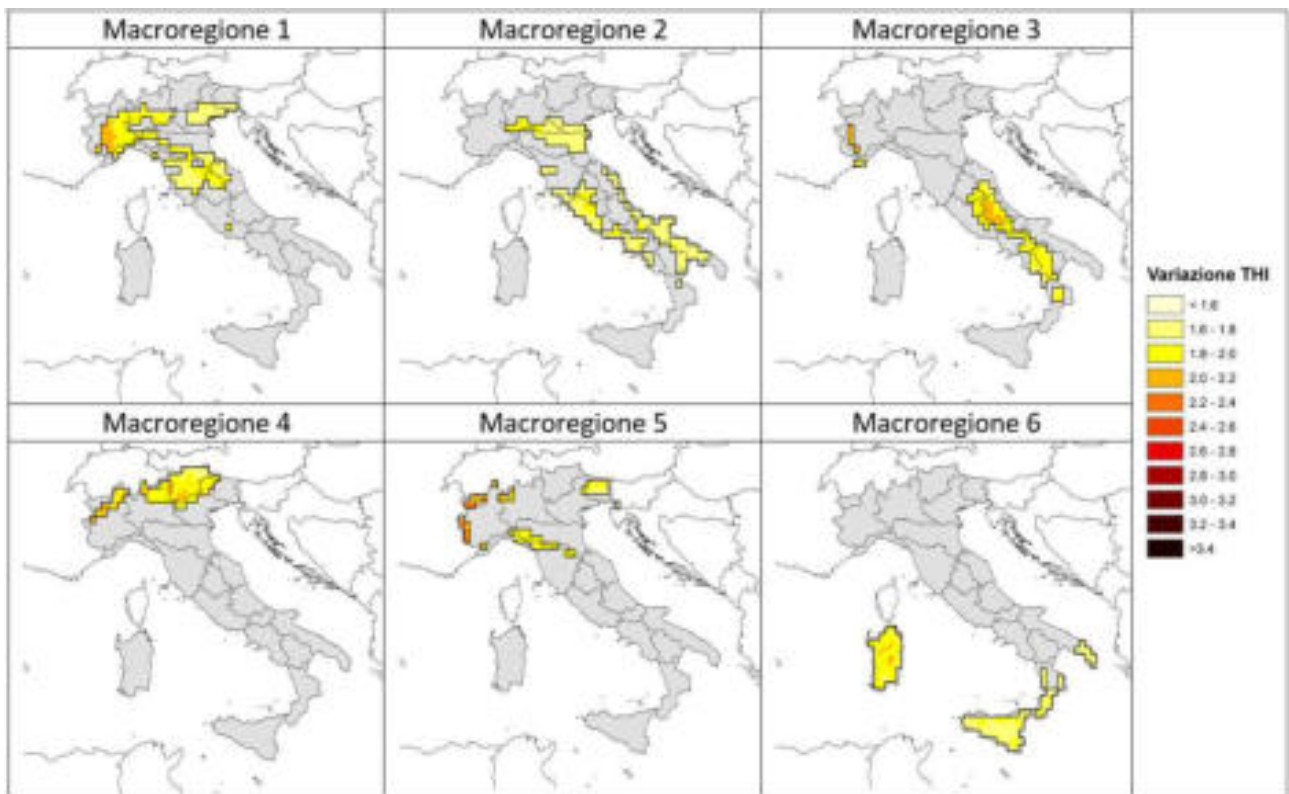 Macroregione 1
Macroregione 2
Macroregione 3
Macroregione 4
Macroregione 5
Macroregione 6
Variazione THI
< 1.6
1.6 - 1.8
1.8 - 2.0
2.0 - 2.2
2.2 - 2.4
2.4 - 2.6
2.6 - 2.8
2.8 - 3.0
3.0 - 3.2
3.2 - 3.4
>3.4